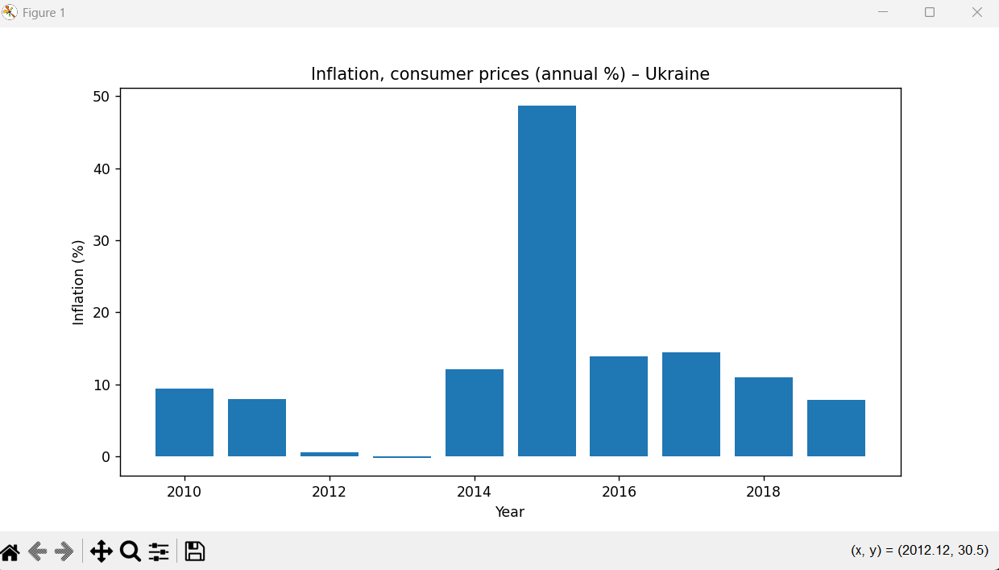 Figure 1
Inflation, consumer prices (annual %) – Ukraine
50
40
30
20
10
0
Inflation (%)
2010 2012 2014 2016 2018
Year
(x, y) = (2012.12, 30.5)